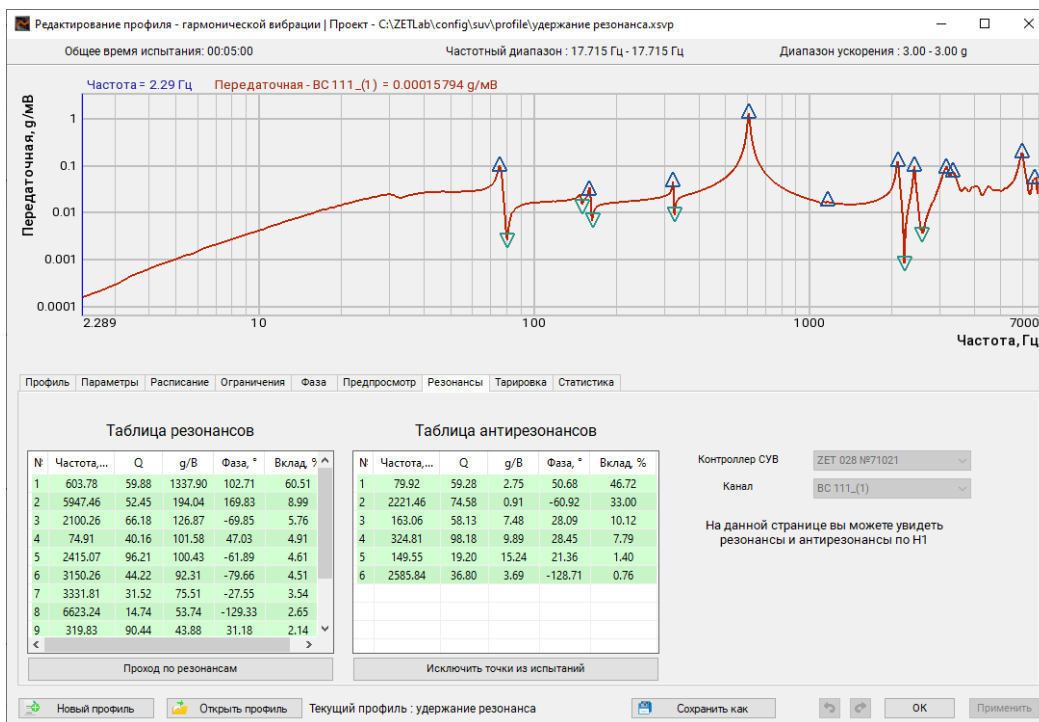 Редактирование профиля - гармонической вибрации | Проект - C:\ZETLab\config\suv\profile\удержание резонанса.xsvp
Общее время испытания: 00:05:00 Частотный диапазон : 17.715 Гц - 17.715 Гц Диапазон ускорения : 3.00 - 3.00 g
Частота = 2.29 Гц Передаточная - BC 111_(1) = 0.00015794 g/мВ
Передаточная, g/мВ
1
0.1
0.01
0.001
0.0001
2.289 10 100 1000 7000
Частота, Гц
Профиль Параметры Расписание Ограничения Фаза Предпросмотр Резонансы Тарировка Статистика
Таблица резонансов
№ Частота,... Q g/В Фаза, ° Вклад, %
1 603.78 59.88 1337.90 102.71 60.51
2 5947.46 52.45 194.04 169.83 8.99
3 2100.26 66.18 126.87 -69.85 5.76
4 74.91 40.16 101.58 47.03 4.91
5 2415.07 96.21 100.43 -61.89 4.61
6 3150.26 44.22 92.31 -79.66 4.51
7 3331.81 31.52 75.51 -27.55 3.54
8 6623.24 14.74 53.74 -129.33 2.65
9 319.83 90.44 43.88 31.18 2.14
Проход по резонансам
Таблица антирезонансов
№ Частота,... Q g/В Фаза, ° Вклад, %
1 79.92 59.28 2.75 50.68 46.72
2 2221.46 74.58 0.91 -60.92 33.00
3 163.06 58.13 7.48 28.09 10.12
4 324.81 98.18 9.89 28.45 7.79
5 149.55 19.20 15.24 21.36 1.40
6 2585.84 36.80 3.69 -128.71 0.76
Исключить точки из испытаний
Контроллер СУВ ZET 028 №71021
Канал BC 111_(1)
На данной странице вы можете увидеть
резонансы и антирезонансы по H1
Новый профиль Открыть профиль Текущий профиль : удержание резонанса Сохранить как OK Применить